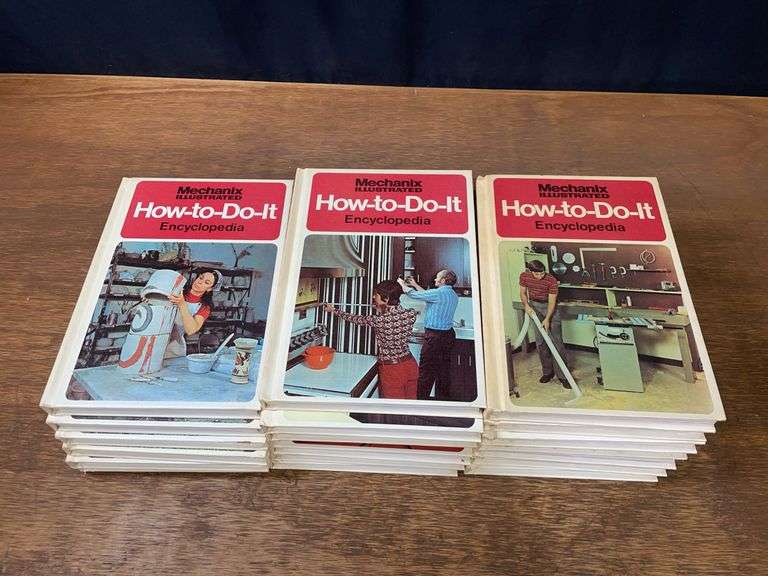 Mechanix
ILLUSTRATED
How-to-Do-It
Encyclopedia
Mechanix
ILLUSTRATED
How-to-Do-It
Encyclopedia
Mechanix
ILLUSTRATED
How-to-Do-It
Encyclopedia